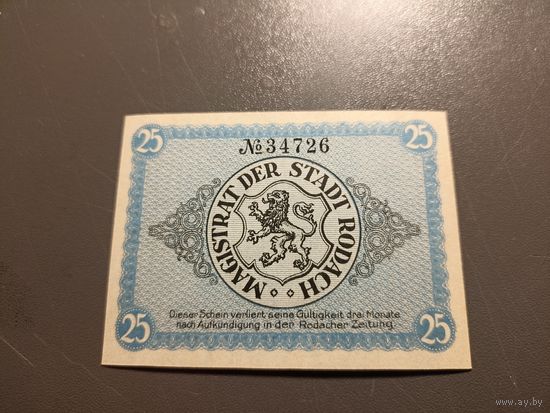 25 25
№34726
MAGISTRAT DER STADT RODACH
Dieser Schein verliert seine Gültigkeit drei Monate
nach Aufkündigung in der Rodacher Zeitung.
25 25
www.ay.by